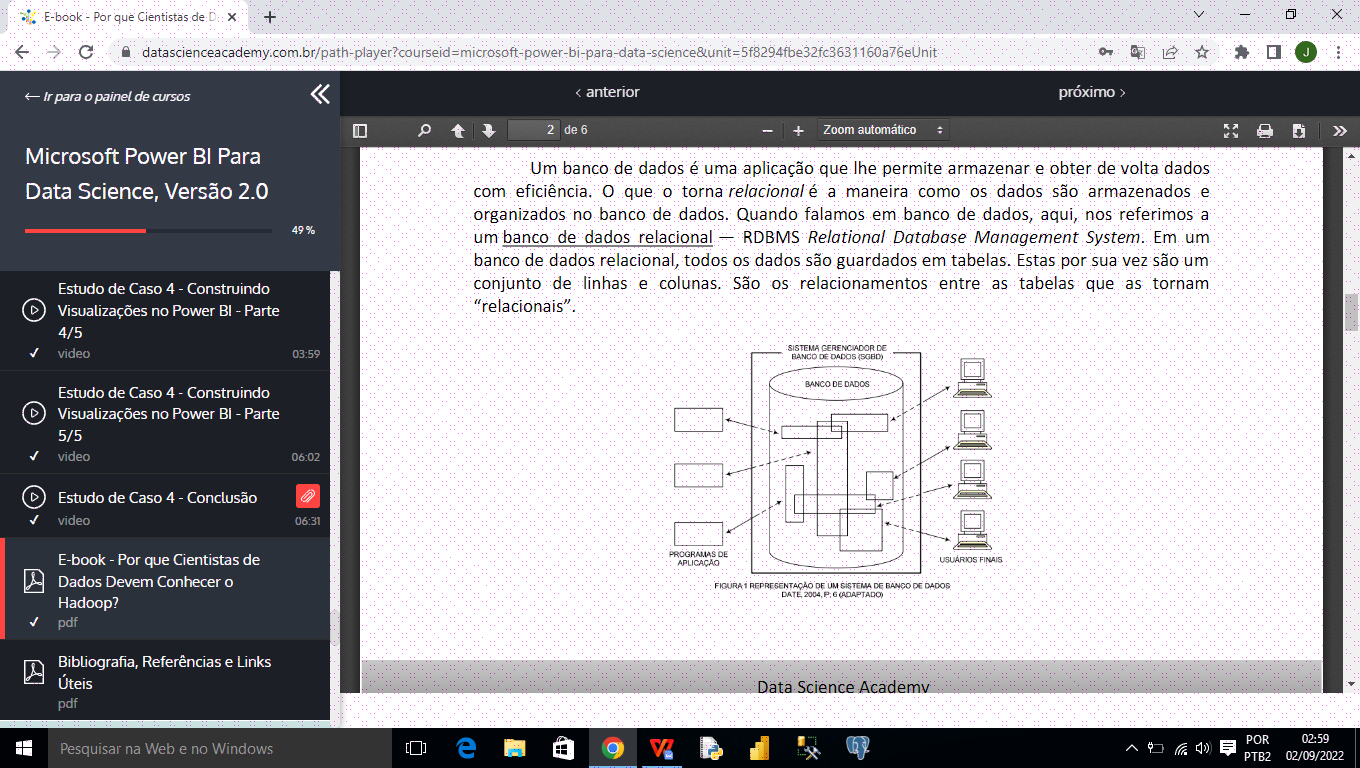 E-book - Por que Cientistas de D
datascienceacademy.com.br/path-player?courseid=microsoft-power-bi-para-data-science&unit=5f8294fbe32fc3631160a76eUnit
J
← Ir para o painel de cursos
Microsoft Power BI Para
Data Science, Versão 2.0
49 %
Estudo de Caso 4 - Construindo
Visualizações no Power BI - Parte
4/5
video 03:59
Estudo de Caso 4 - Construindo
Visualizações no Power BI - Parte
5/5
video 06:02
Estudo de Caso 4 - Conclusão
video 06:31
E-book - Por que Cientistas de
Dados Devem Conhecer o
Hadoop?
pdf
Bibliografia, Referências e Links
Úteis
pdf
‹ anterior próximo ›
2 de 6 Zoom automático
Um banco de dados é uma aplicação que lhe permite armazenar e obter de volta dados
com eficiência. O que o torna relacional é a maneira como os dados são armazenados e
organizados no banco de dados. Quando falamos em banco de dados, aqui, nos referimos a
um banco de dados relacional — RDBMS Relational Database Management System. Em um
banco de dados relacional, todos os dados são guardados em tabelas. Estas por sua vez são um
conjunto de linhas e colunas. São os relacionamentos entre as tabelas que as tornam
“relacionais”.
SISTEMA GERENCIADOR DE
BANCO DE DADOS (SGBD)
BANCO DE DADOS
PROGRAMAS DE
APLICAÇÃO
USUÁRIOS FINAIS
FIGURA 1 REPRESENTAÇÃO DE UM SISTEMA DE BANCO DE DADOS
DATE, 2004, P. 6 (ADAPTADO)
Data Science Academy
Pesquisar na Web e no Windows
POR
PTB2
02:59
02/09/2022